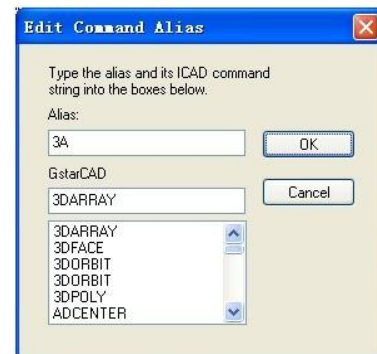 Edit Command Alias
Type the alias and its ICAD command
string into the boxes below.
Alias:
3A
OK
GstarCAD
3DARRAY
Cancel
3DARRAY
3DFACE
3DORBIT
3DORBIT
3DPOLY
ADCENTER